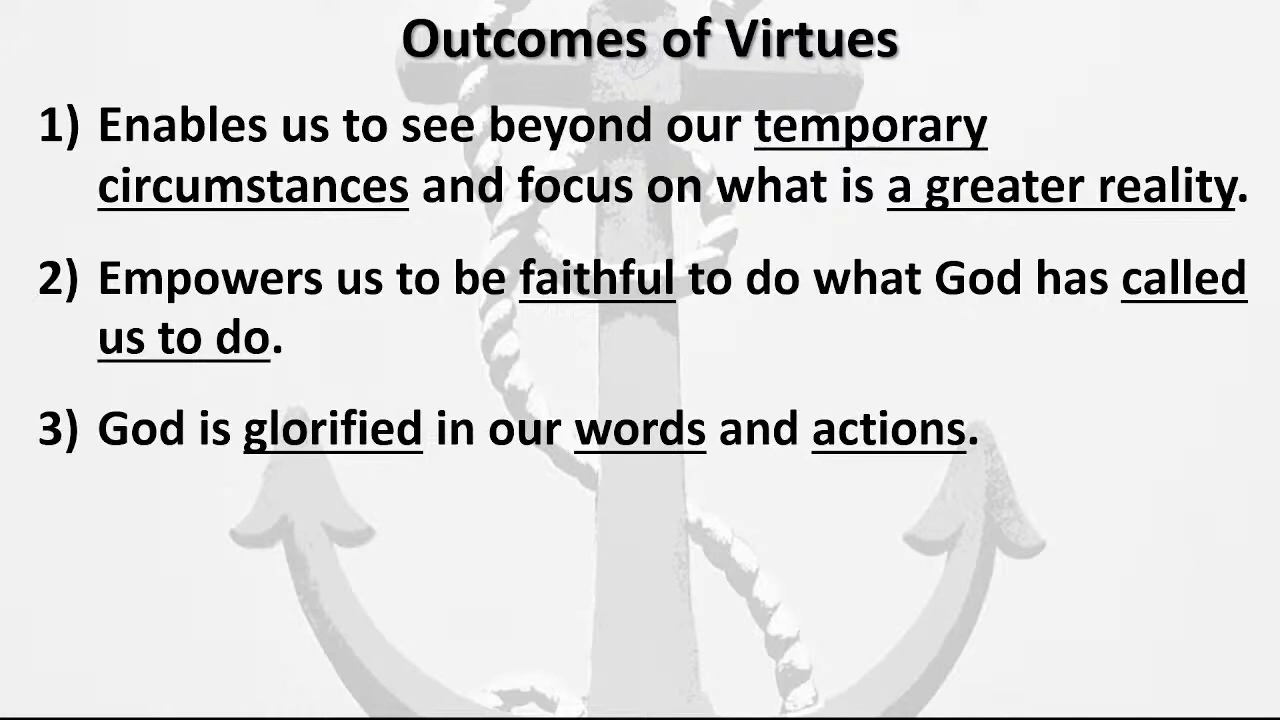 Outcomes of Virtues
1) Enables us to see beyond our temporary
circumstances and focus on what is a greater reality.
2) Empowers us to be faithful to do what God has called
us to do.
3) God is glorified in our words and actions.